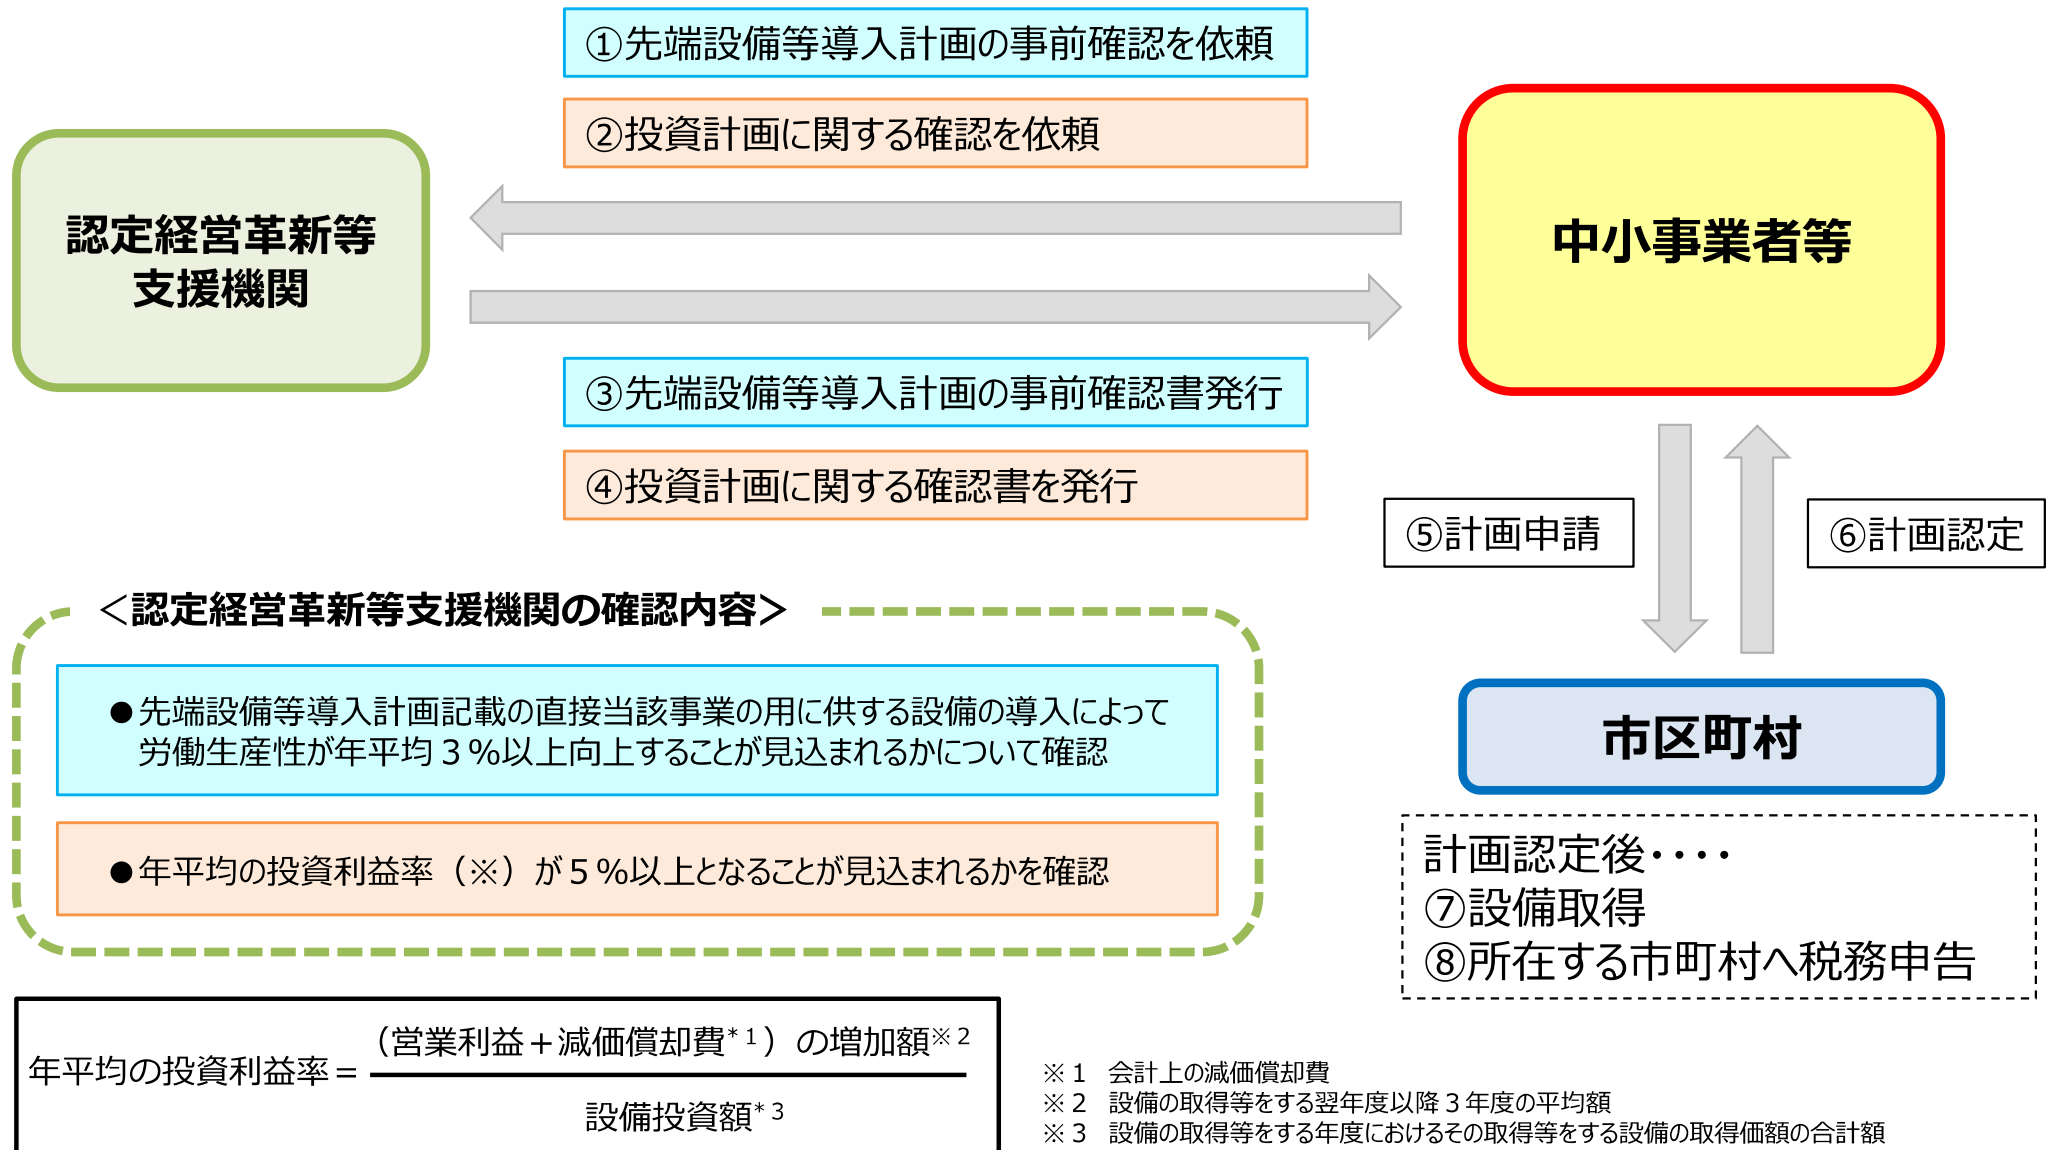 ①先端設備等導入計画の事前確認を依頼
②投資計画に関する確認を依頼
認定経営革新等
支援機関
中小事業者等
③先端設備等導入計画の事前確認書発行
④投資計画に関する確認書を発行
⑤計画申請
⑥計画認定
＜認定経営革新等支援機関の確認内容＞
●先端設備等導入計画記載の直接当該事業の用に供する設備の導入によって
労働生産性が年平均３％以上向上することが見込まれるかについて確認
●年平均の投資利益率（※）が５％以上となることが見込まれるかを確認
市区町村
計画認定後・・・・
⑦設備取得
⑧所在する市町村へ税務申告
（営業利益＋減価償却費*１）の増加額※２
年平均の投資利益率＝
設備投資額*３
※１　会計上の減価償却費
※２　設備の取得等をする翌年度以降３年度の平均額
※３　設備の取得等をする年度におけるその取得等をする設備の取得価額の合計額